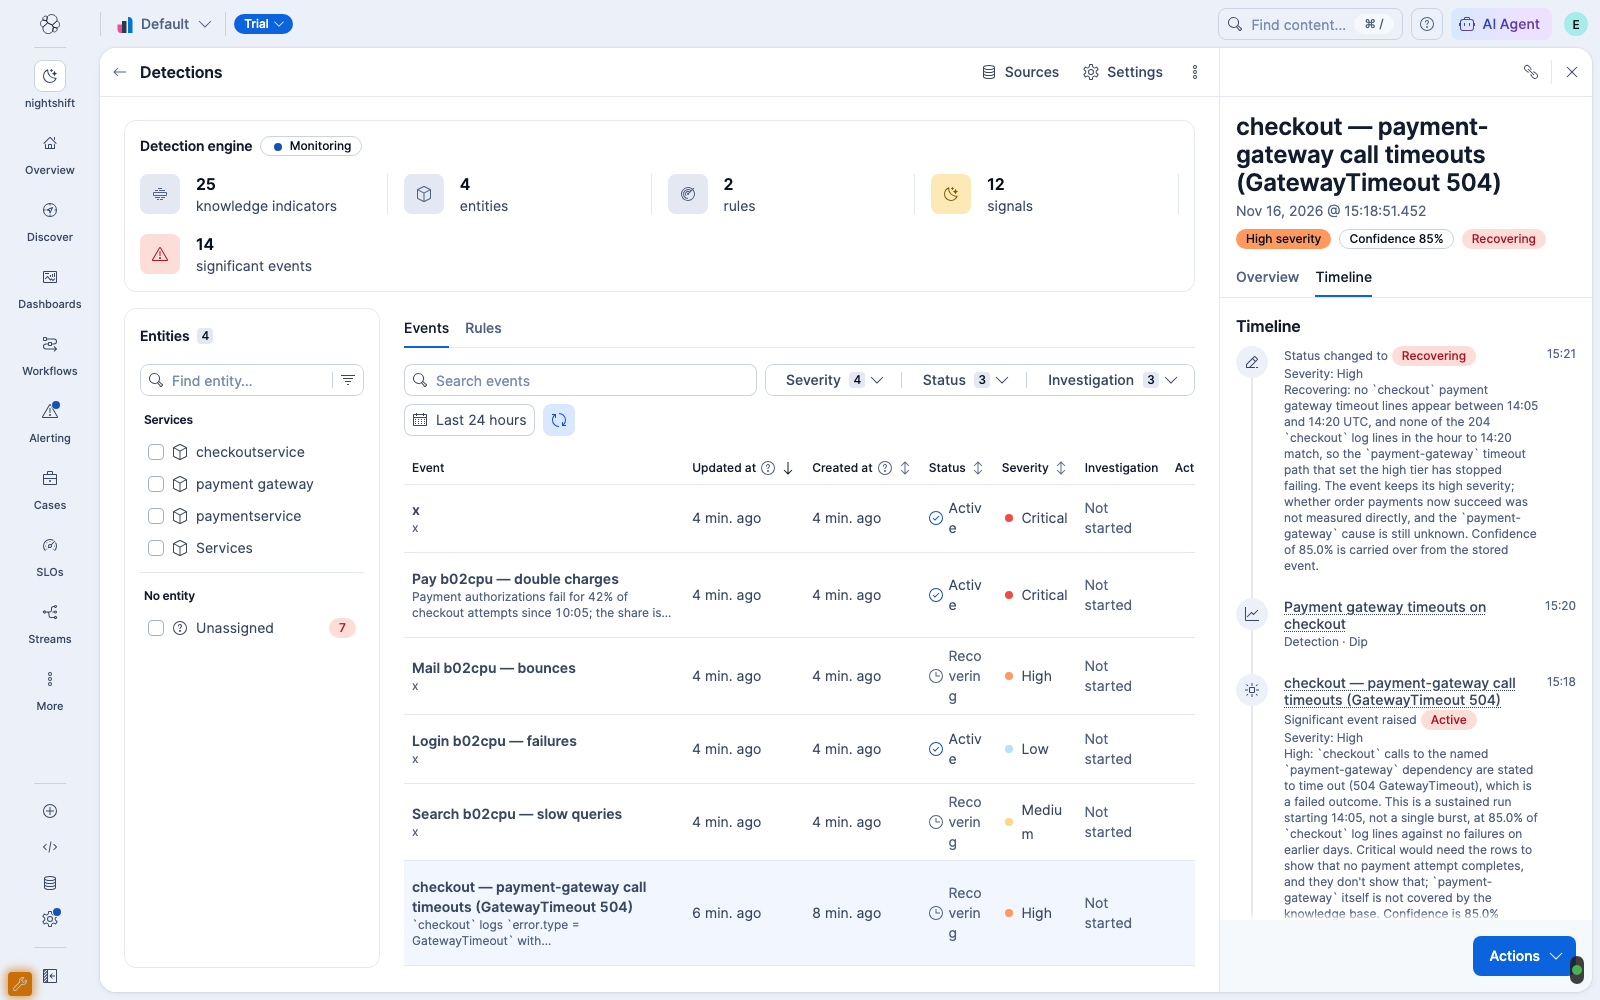 Default
Trial
Find content...
⌘ /
AI Agent
E
nightshift
Overview
Discover
Dashboards
Workflows
Alerting
Cases
SLOs
Streams
More
Detections
Sources
Settings
Detection engine
Monitoring
25
knowledge indicators
4
entities
2
rules
12
signals
14
significant events
Entities 4
Find entity...
Services
checkoutservice
payment gateway
paymentservice
Services
No entity
Unassigned
7
Events
Rules
Search events
Severity 4
Status 3
Investigation 3
Last 24 hours
Event
Updated at
Created at
Status
Severity
Investigation
Act
x
x
4 min. ago
4 min. ago
Activ
e
Critical
Not
started
Pay b02cpu — double charges
Payment authorizations fail for 42% of
checkout attempts since 10:05; the share is...
4 min. ago
4 min. ago
Activ
e
Critical
Not
started
Mail b02cpu — bounces
x
4 min. ago
4 min. ago
Reco
verin
g
High
Not
started
Login b02cpu — failures
x
4 min. ago
4 min. ago
Activ
e
Low
Not
started
Search b02cpu — slow queries
x
4 min. ago
4 min. ago
Reco
verin
g
Mediu
m
Not
started
checkout — payment-gateway call
timeouts (GatewayTimeout 504)
`checkout` logs `error.type =
GatewayTimeout` with...
6 min. ago
8 min. ago
Reco
verin
g
High
Not
started
checkout — payment-
gateway call timeouts
(GatewayTimeout 504)
Nov 16, 2026 @ 15:18:51.452
High severity
Confidence 85%
Recovering
Overview
Timeline
Timeline
Status changed to Recovering
15:21
Severity: High
Recovering: no `checkout` payment
gateway timeout lines appear between 14:05
and 14:20 UTC, and none of the 204
`checkout` log lines in the hour to 14:20
match, so the `payment-gateway` timeout
path that set the high tier has stopped
failing. The event keeps its high severity;
whether order payments now succeed was
not measured directly, and the `payment-
gateway` cause is still unknown. Confidence
of 85.0% is carried over from the stored
event.
Payment gateway timeouts on
checkout
15:20
Detection · Dip
checkout — payment-gateway call
timeouts (GatewayTimeout 504)
15:18
Significant event raised Active
Severity: High
High: `checkout` calls to the named
`payment-gateway` dependency are stated
to time out (504 GatewayTimeout), which is
a failed outcome. This is a sustained run
starting 14:05, not a single burst, at 85.0% of
`checkout` log lines against no failures on
earlier days. Critical would need the rows to
show that no payment attempt completes,
and they don't show that; `payment-
gateway` itself is not covered by the
knowledge base. Confidence is 85.0%
Actions